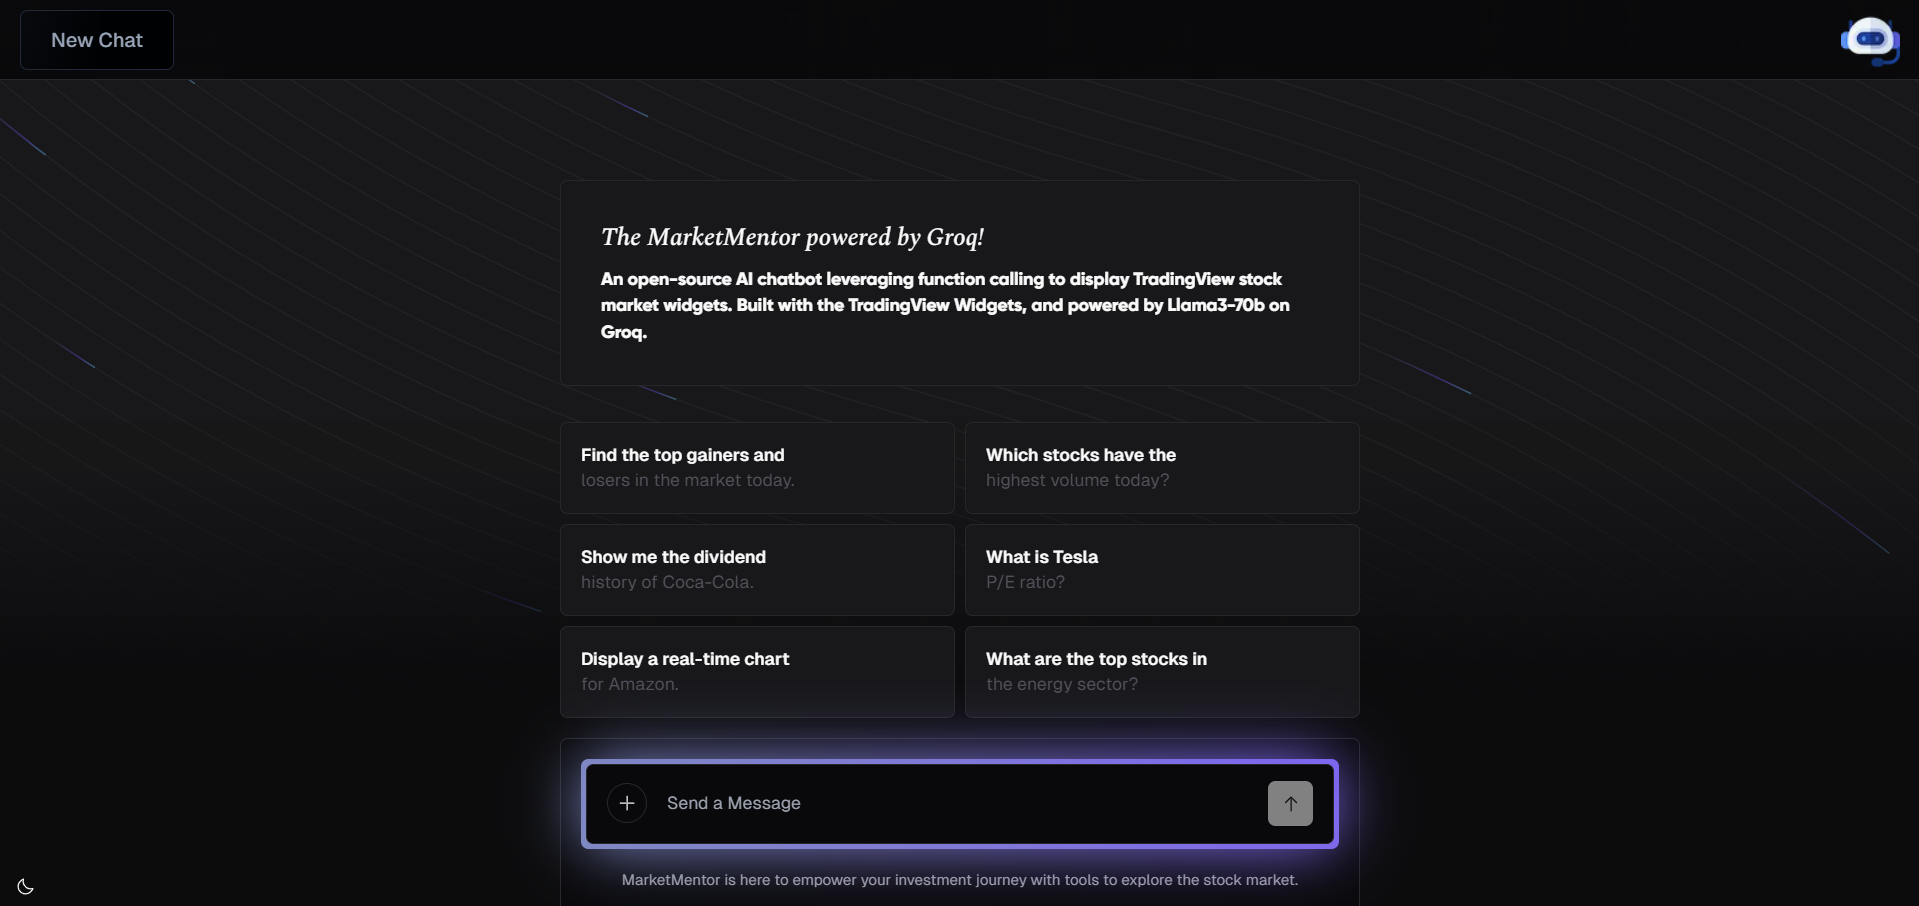 New Chat
The MarketMentor powered by Groq!
An open-source AI chatbot leveraging function calling to display TradingView stock
market widgets. Built with the TradingView Widgets, and powered by Llama3-70b on
Groq.
Find the top gainers and
losers in the market today.
Which stocks have the
highest volume today?
Show me the dividend
history of Coca-Cola.
What is Tesla
P/E ratio?
Display a real-time chart
for Amazon.
What are the top stocks in
the energy sector?
Send a Message
MarketMentor is here to empower your investment journey with tools to explore the stock market.